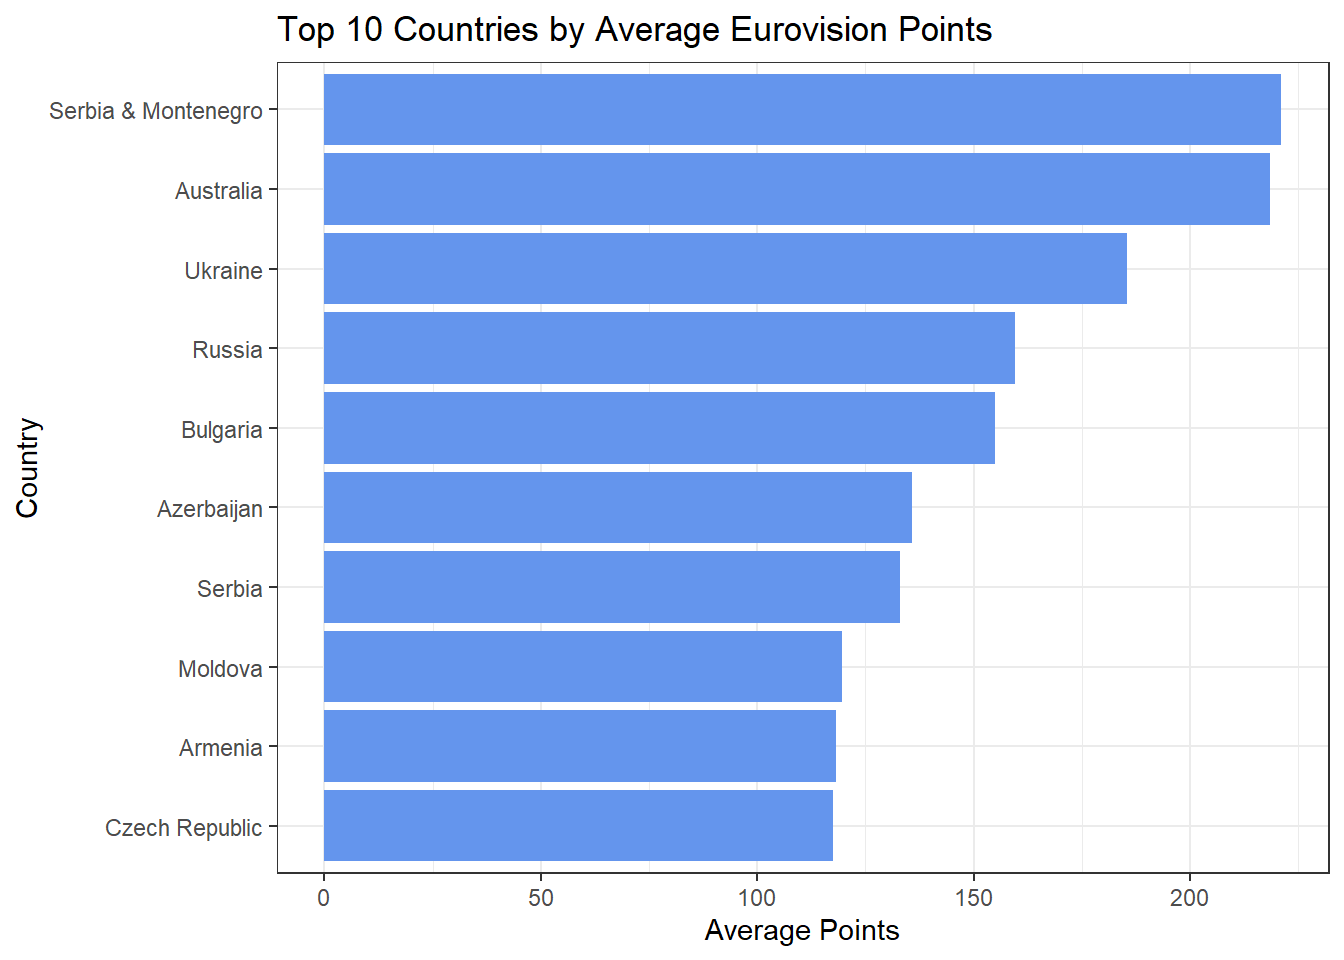 Top 10 Countries by Average Eurovision Points
Serbia & Montenegro
Australia
Ukraine
Russia
Bulgaria
Azerbaijan
Serbia
Moldova
Armenia
Czech Republic
Country
0 50 100 150 200
Average Points